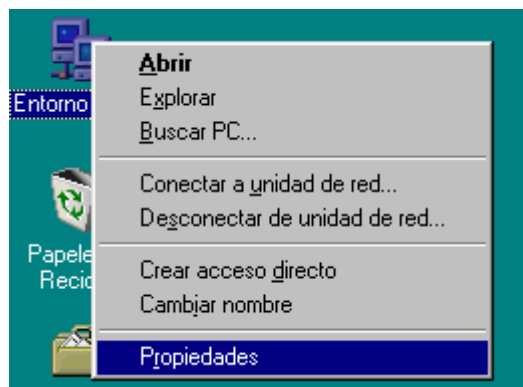 Abrir
Explorar
Buscar PC...
Entorno
Conectar a unidad de red...
Desconectar de unidad de red...
Crear acceso directo
Cambiar nombre
Propiedades